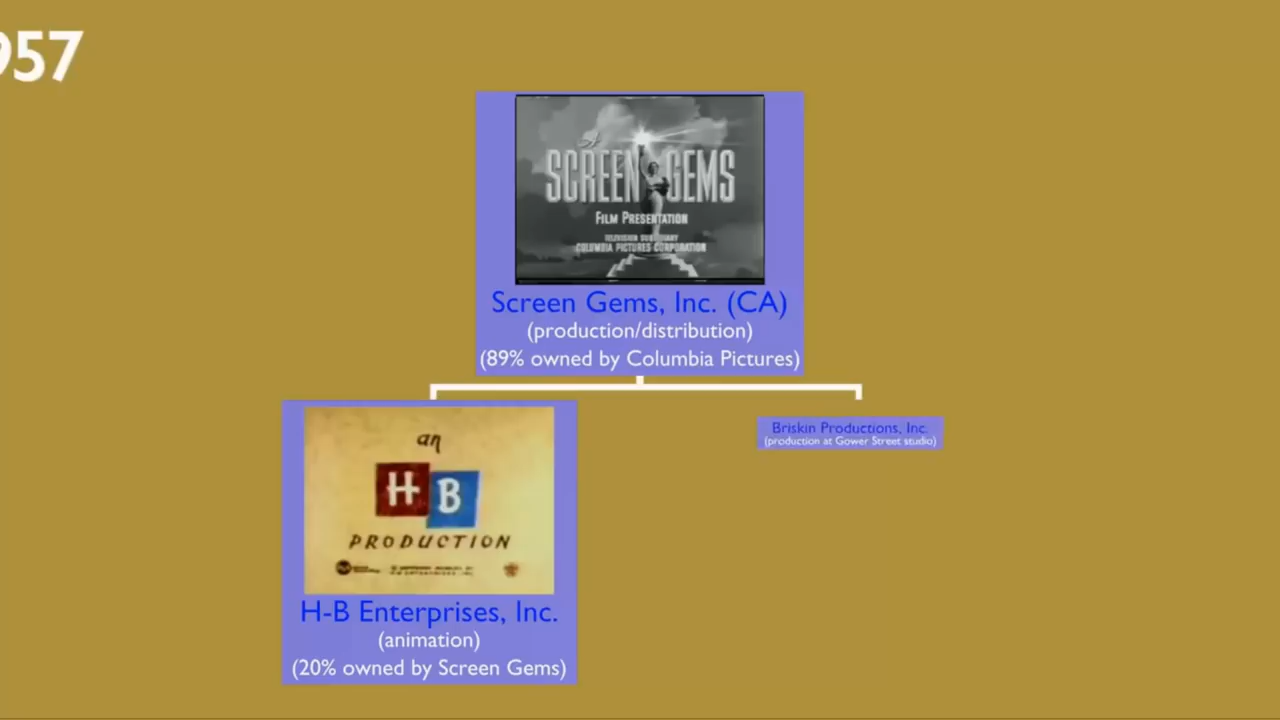 957
A
SCREEN GEMS
FILM PRESENTATION
TELEVISION SUBSIDIARY
COLUMBIA PICTURES CORPORATION
Screen Gems, Inc. (CA)
(production/distribution)
(89% owned by Columbia Pictures)
an
H B
PRODUCTION
H-B Enterprises, Inc.
(animation)
(20% owned by Screen Gems)
Briskin Productions, Inc.
(production at Gower Street studio)